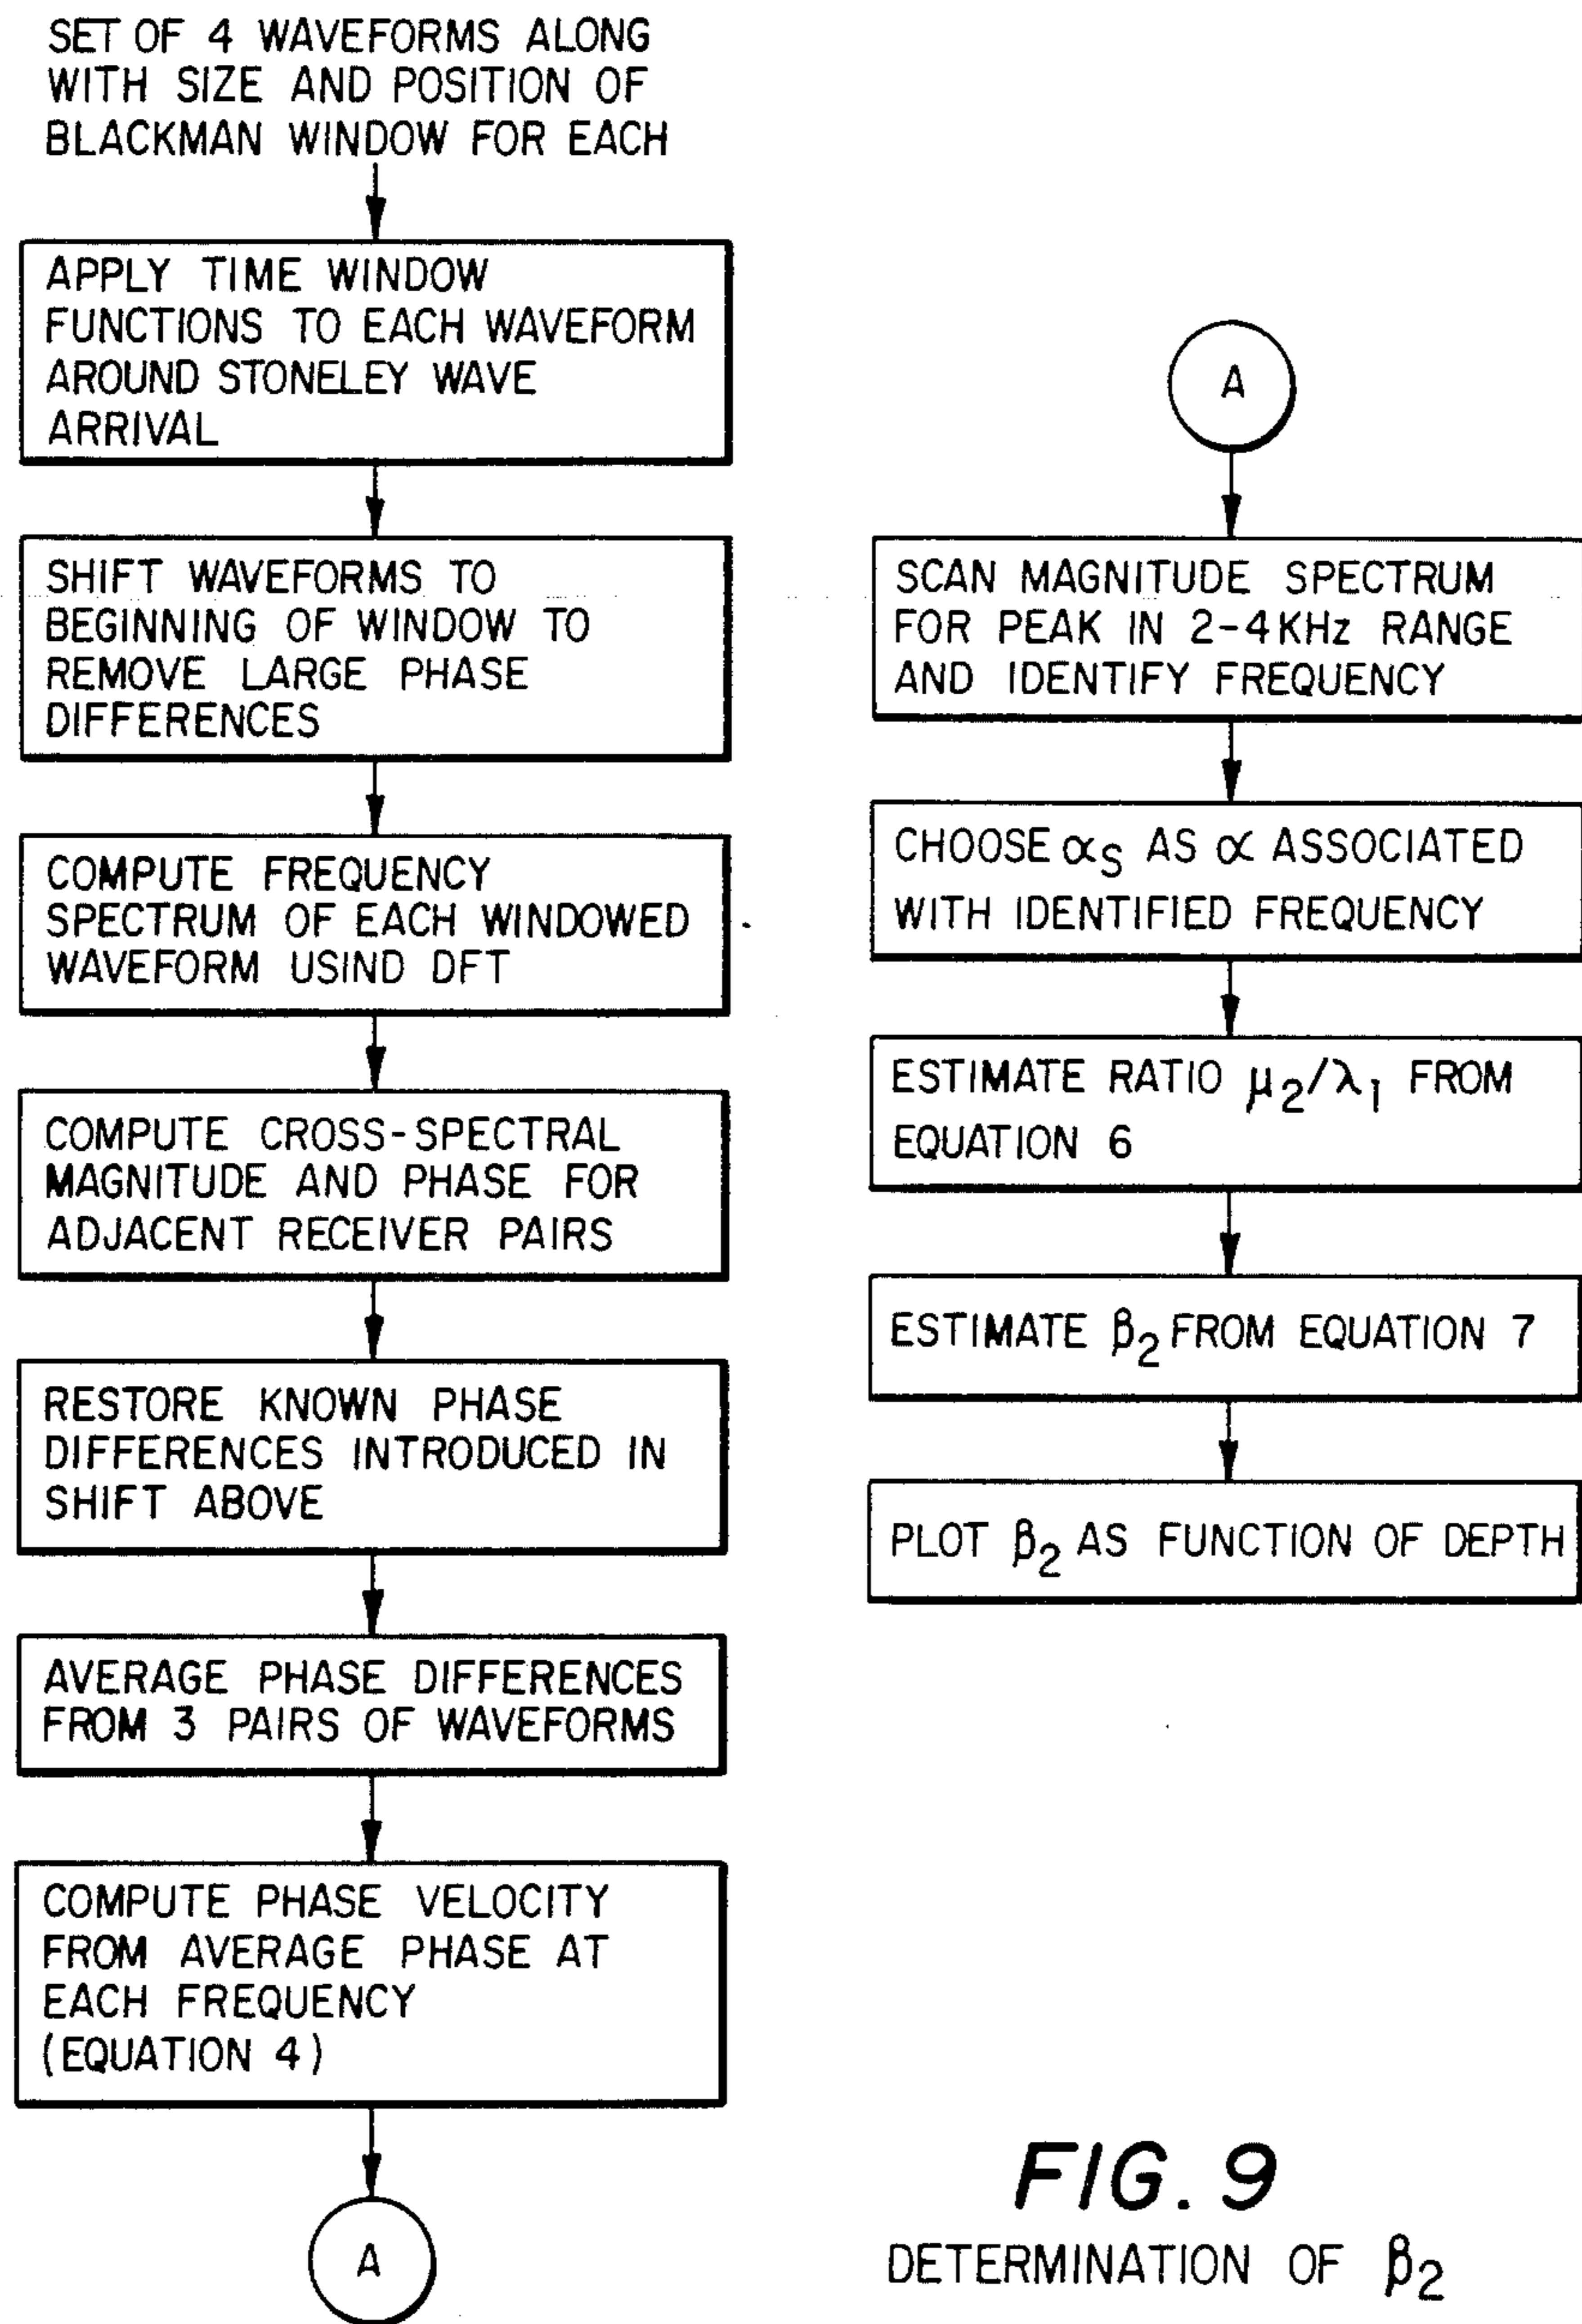 SET OF 4 WAVEFORMS ALONG
WITH SIZE AND POSITION OF
BLACKMAN WINDOW FOR EACH
APPLY TIME WINDOW
FUNCTIONS TO EACH WAVEFORM
AROUND STONELEY WAVE
ARRIVAL
SHIFT WAVEFORMS TO
BEGINNING OF WINDOW TO
REMOVE LARGE PHASE
DIFFERENCES
COMPUTE FREQUENCY
SPECTRUM OF EACH WINDOWED
WAVEFORM USIND DFT
COMPUTE CROSS-SPECTRAL
MAGNITUDE AND PHASE FOR
ADJACENT RECEIVER PAIRS
RESTORE KNOWN PHASE
DIFFERENCES INTRODUCED IN
SHIFT ABOVE
AVERAGE PHASE DIFFERENCES
FROM 3 PAIRS OF WAVEFORMS
COMPUTE PHASE VELOCITY
FROM AVERAGE PHASE AT
EACH FREQUENCY
(EQUATION 4)
A
A
SCAN MAGNITUDE SPECTRUM
FOR PEAK IN 2-4KHz RANGE
AND IDENTIFY FREQUENCY
CHOOSE αS AS α ASSOCIATED
WITH IDENTIFIED FREQUENCY
ESTIMATE RATIO μ2/λ1 FROM
EQUATION 6
ESTIMATE β2 FROM EQUATION 7
PLOT β2 AS FUNCTION OF DEPTH
FIG. 9
DETERMINATION OF β2